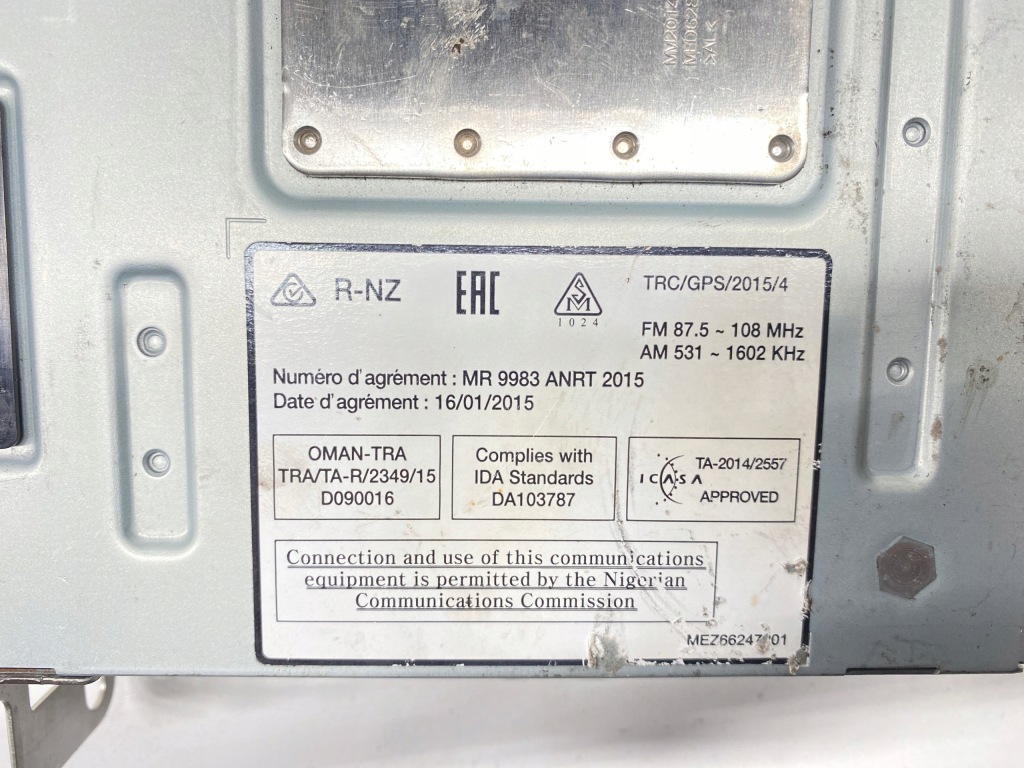 R-NZ
EAC
SM
1024
TRC/GPS/2015/4
FM 87.5 ~ 108 MHz
AM 531 ~ 1602 KHz
Numéro d'agrément : MR 9983 ANRT 2015
Date d'agrément : 16/01/2015
OMAN-TRA
TRA/TA-R/2349/15
D090016
Complies with
IDA Standards
DA103787
ICASA
TA-2014/2557
APPROVED
Connection and use of this communications
equipment is permitted by the Nigerian
Communications Commission